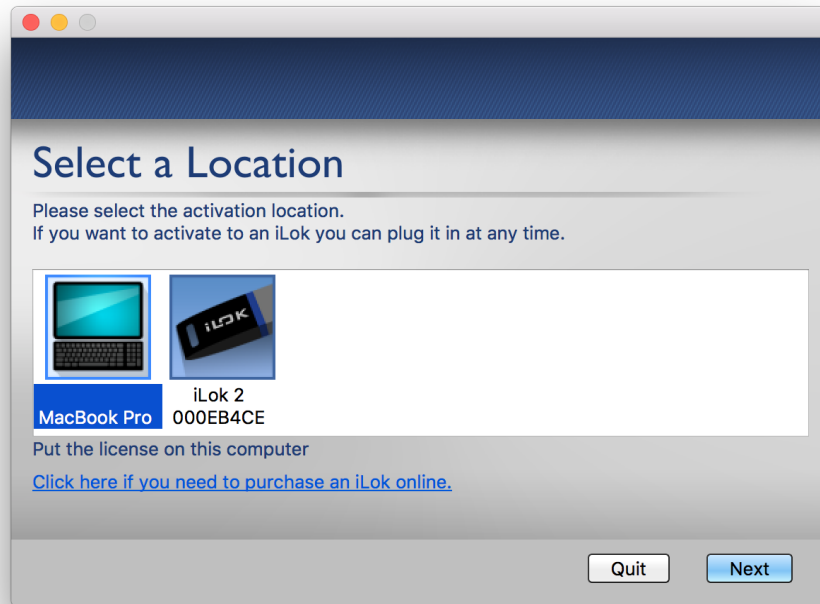 Select a Location
Please select the activation location.
If you want to activate to an iLok you can plug it in at any time.
iLOK
MacBook Pro
iLok 2
000EB4CE
Put the license on this computer
Click here if you need to purchase an iLok online.
Quit
Next